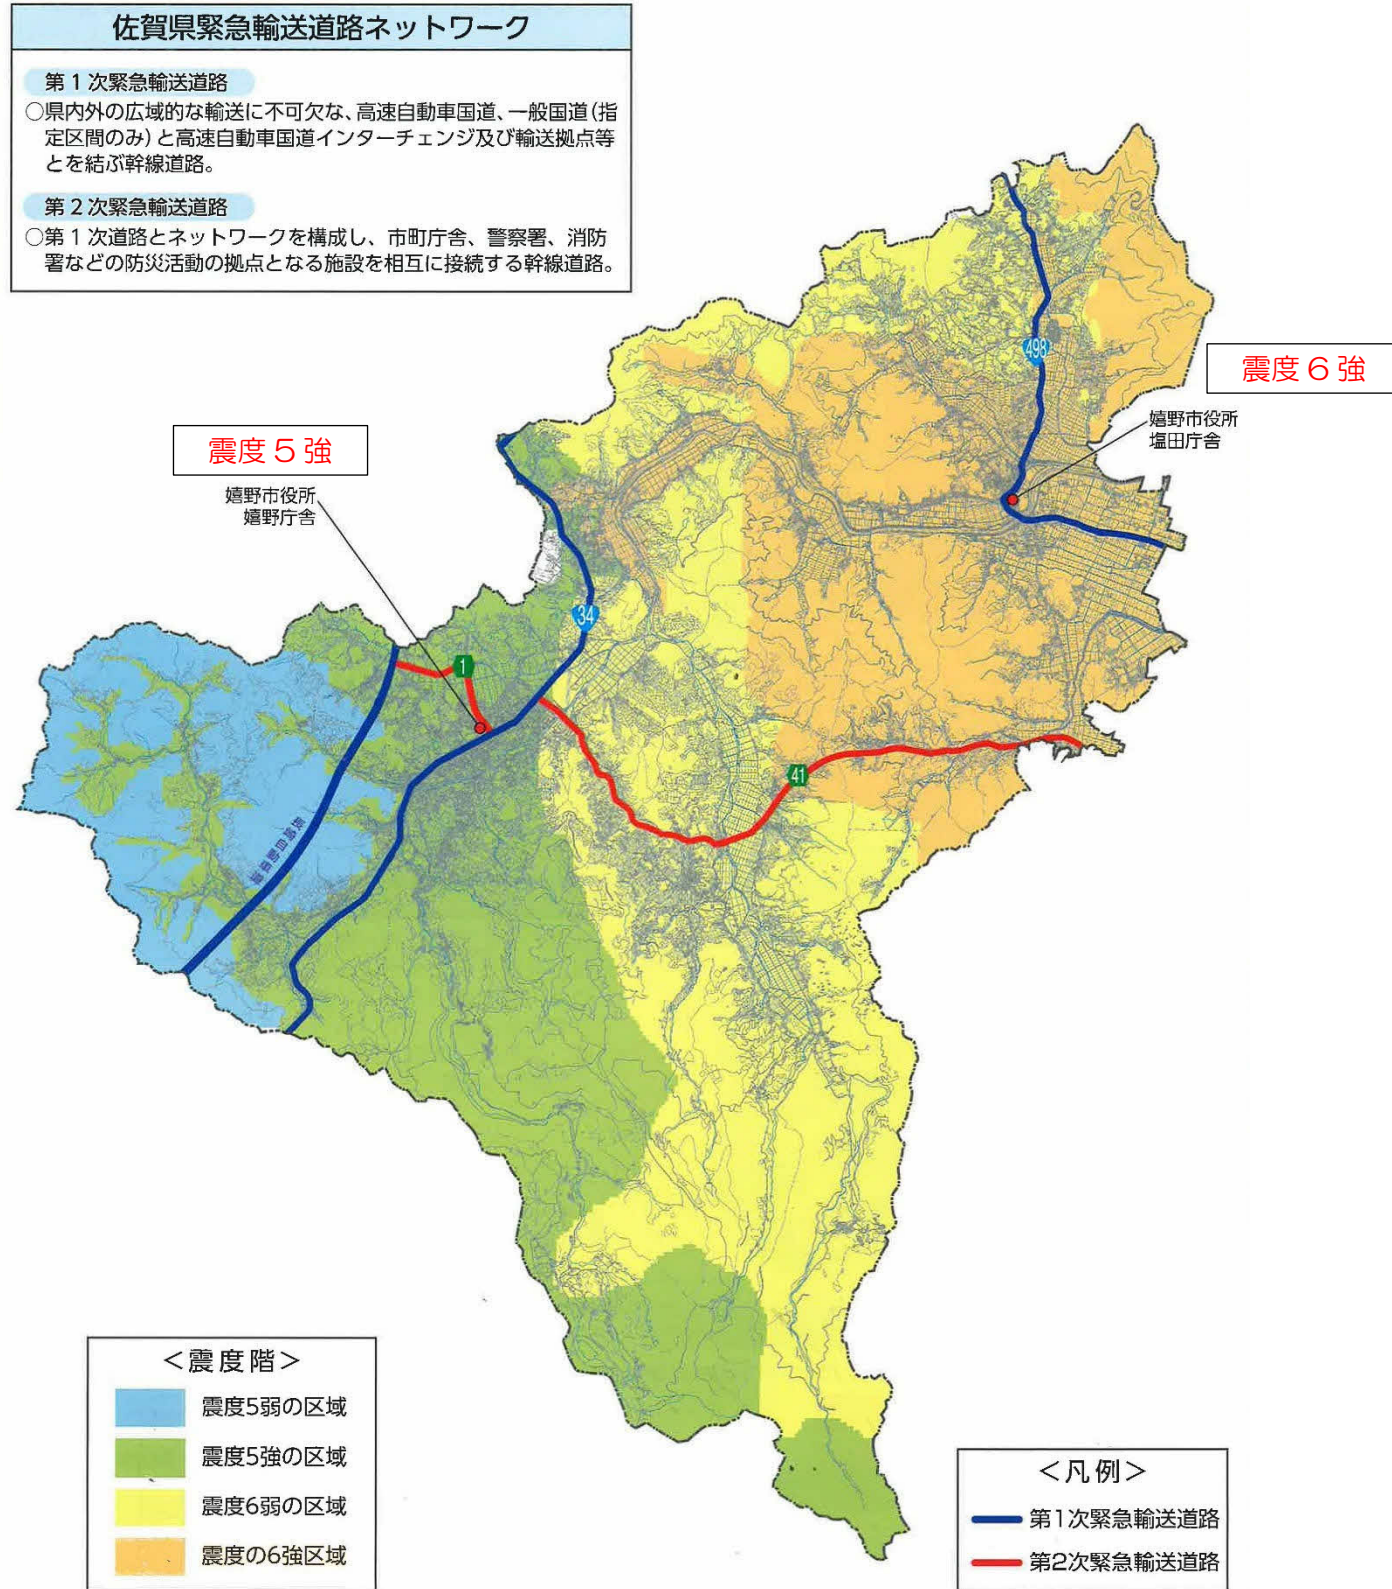 佐賀県緊急輸送道路ネットワーク
第1次緊急輸送道路
○県内外の広域的な輸送に不可欠な、高速自動車国道、一般国道(指
定区間のみ)と高速自動車国道インターチェンジ及び輸送拠点等
とを結ぶ幹線道路。
第2次緊急輸送道路
○第1次道路とネットワークを構成し、市町庁舎、警察署、消防
署などの防災活動の拠点となる施設を相互に接続する幹線道路。
498
震度6強
嬉野市役所
塩田庁舎
震度5強
嬉野市役所
嬉野庁舎
34
1
41
＜震度階＞
震度5弱の区域
震度5強の区域
震度6弱の区域
震度の6強区域
＜凡例＞
第1次緊急輸送道路
第2次緊急輸送道路